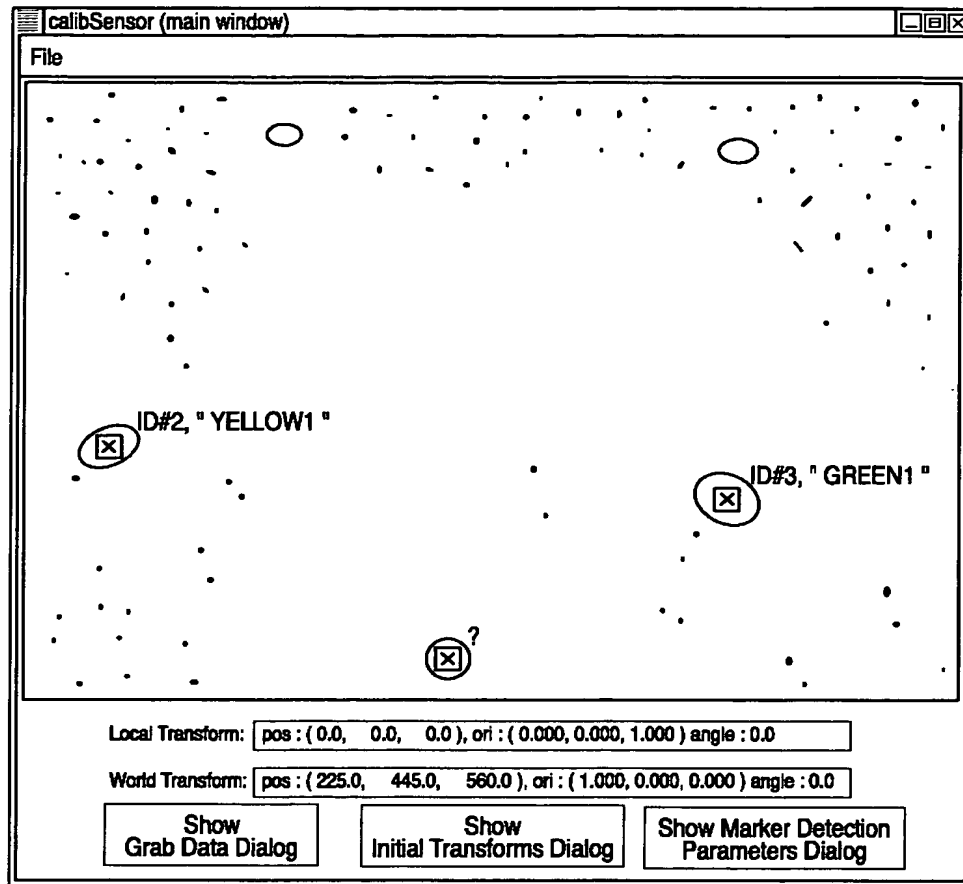 calibSensor (main window)
File
ID#2, " YELLOW1 "
ID#3, " GREEN1 "
?
Local Transform: pos : ( 0.0, 0.0, 0.0 ), ori : ( 0.000, 0.000, 1.000 ) angle : 0.0
World Transform: pos : ( 225.0, 445.0, 560.0 ), ori : ( 1.000, 0.000, 0.000 ) angle : 0.0
Show
Grab Data Dialog
Show
Initial Transforms Dialog
Show Marker Detection
Parameters Dialog